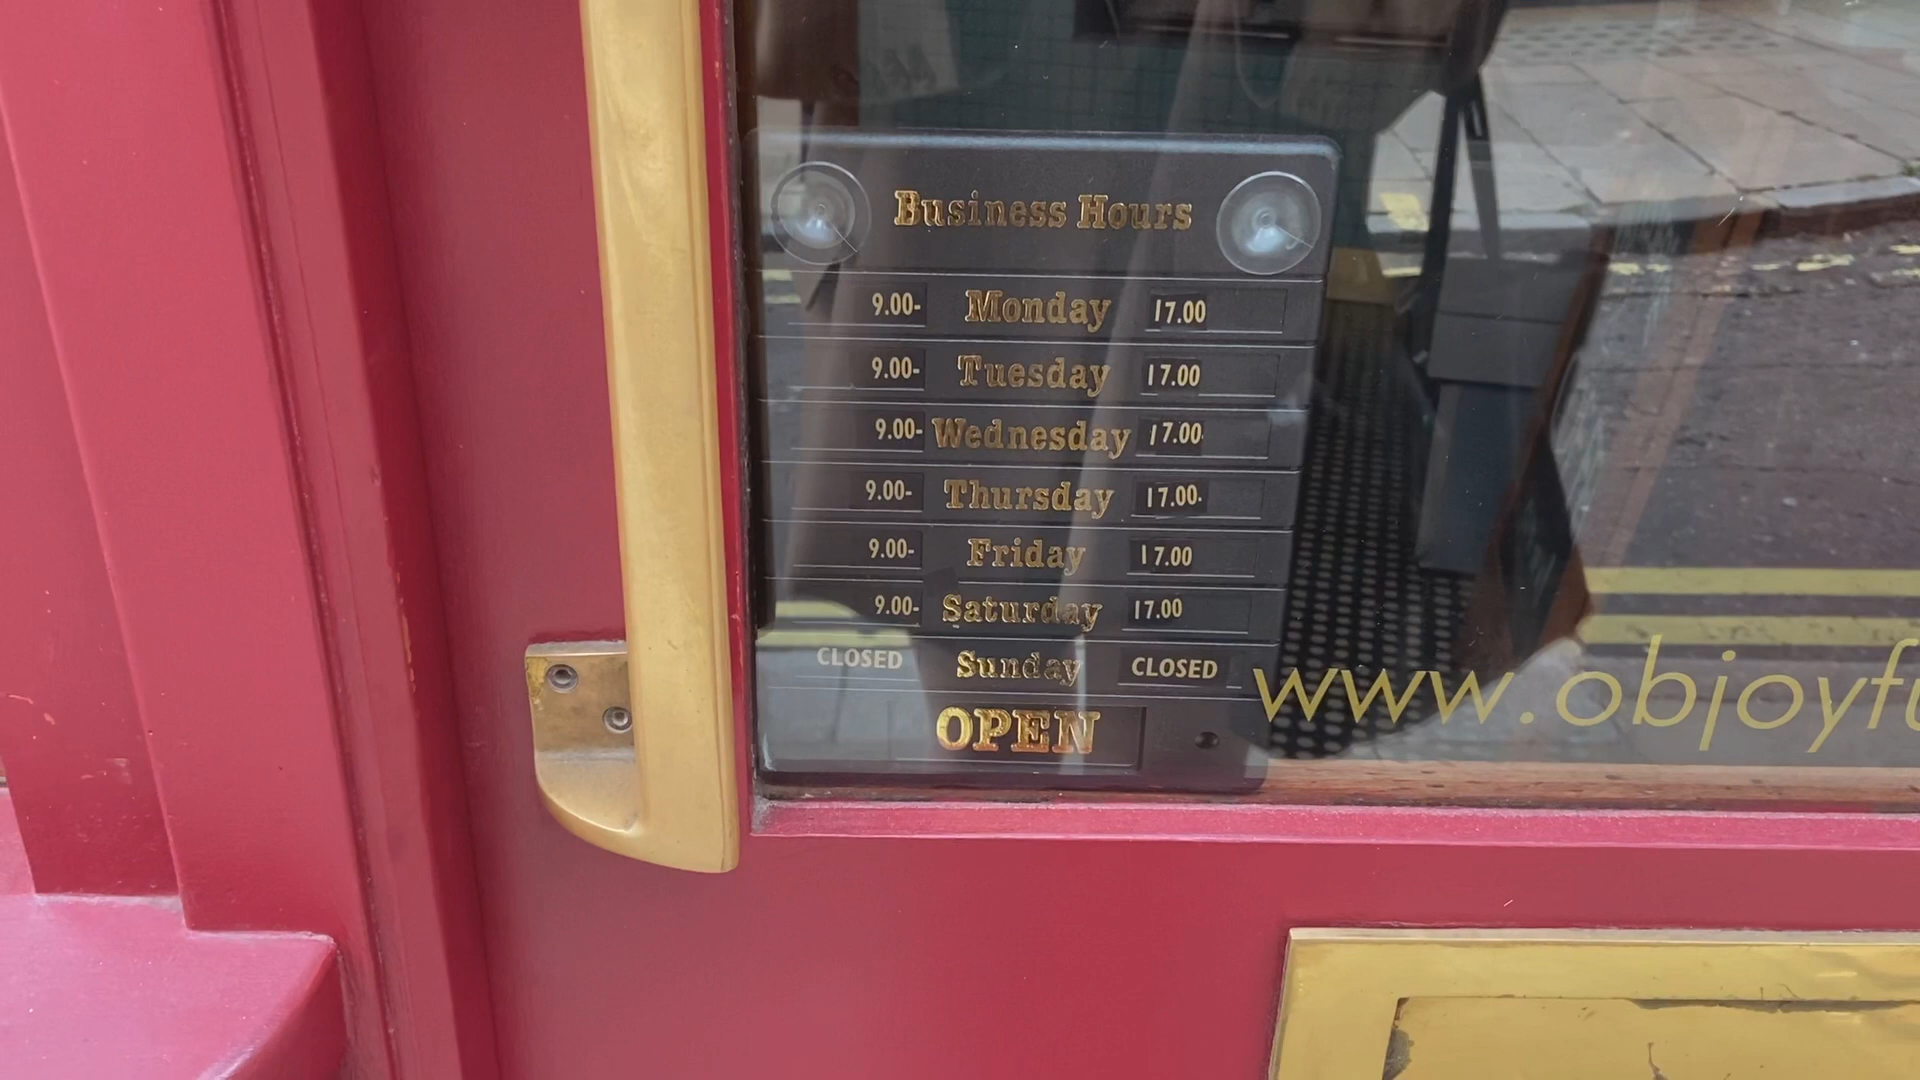 Business Hours
9.00- Monday 17.00
9.00- Tuesday 17.00
9.00- Wednesday 17.00
9.00- Thursday 17.00
9.00- Friday 17.00
9.00- Saturday 17.00
CLOSED Sunday CLOSED
OPEN
www.objoyfu